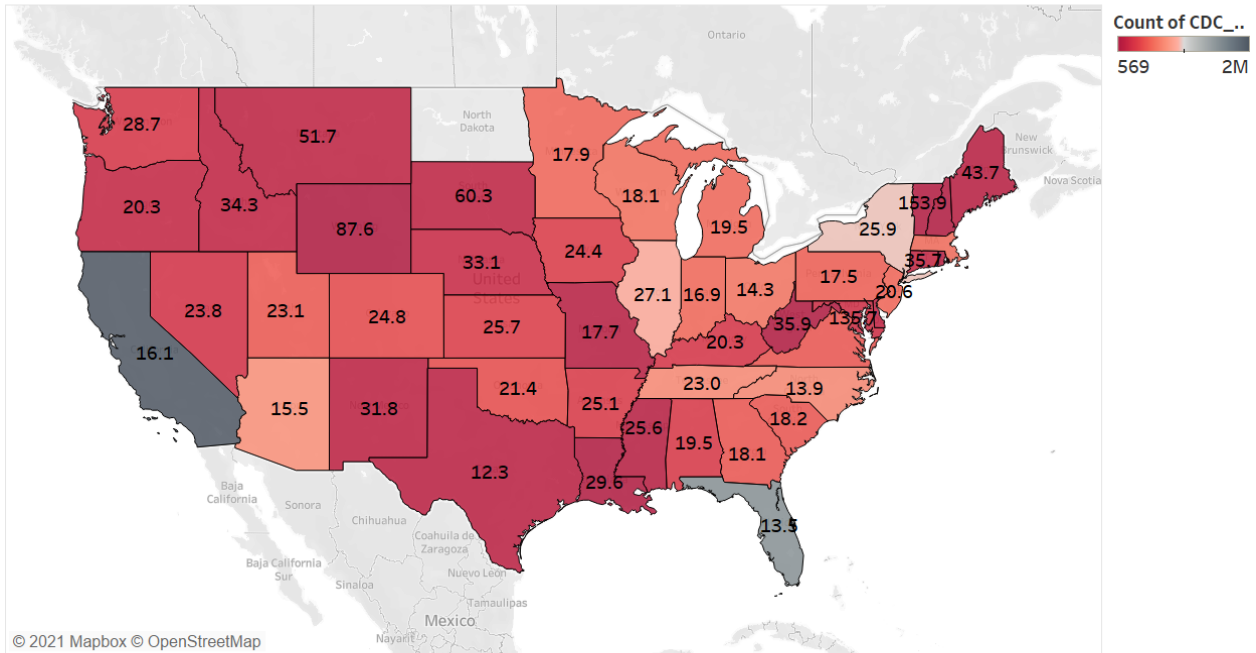 Count of CDC_..
569 2M
Ontario
North
Dakota
New
Brunswick
Nova Scotia
28.7
51.7
17.9
43.7
20.3
34.3
60.3
18.1
153.9
87.6
19.5
25.9
24.4
33.1
35.7
United
States
17.5
23.8
23.1
24.8
27.1
16.9
14.3
20.6
25.7
17.7
35.9
135.7
20.3
16.1
15.5
31.8
21.4
23.0
13.9
25.1
25.6
19.5
18.1
18.2
12.3
29.6
13.5
Baja
California
Sonora
Chihuahua
Coahuila de
Zaragoza
Baja California
Sur
Sinaloa
Nuevo León
Tamaulipas
Mexico
Nayarit
© 2021 Mapbox © OpenStreetMap